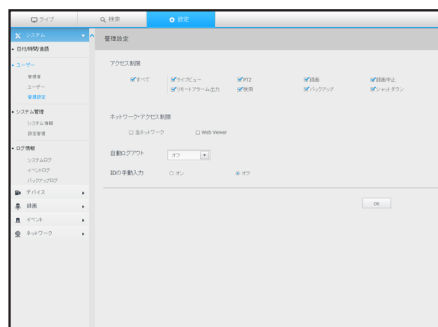 ライブ
検索
設定
システム
管理設定
日付/時間/言語
ユーザー
管理者
ユーザー
管理設定
システム管理
システム情報
設定管理
ログ情報
システムログ
イベントログ
バックアップログ
デバイス
録画
イベント
ネットワーク
アクセス制限
すべて
ライブビュー
PTZ
録画
録画中止
リモートアラーム出力
検索
バックアップ
シャットダウン
ネットワーク・アクセス制限
全ネットワーク
Web Viewer
自動ログアウト
オフ
IDの手動入力
オン
オフ
OK